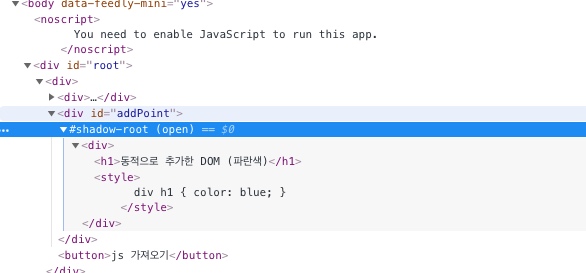 ▼<body data-feedly-mini="yes">
<noscript>
You need to enable JavaScript to run this app.
</noscript>
▼<div id="root">
▼<div>
▶<div>…</div>
▼<div id="addPoint">
… ▼#shadow-root (open) == $0
▼<div>
<h1>동적으로 추가한 DOM (파란색)</h1>
<style>
div h1 { color: blue; }
</style>
</div>
</div>
<button>js 가져오기</button>
</div>